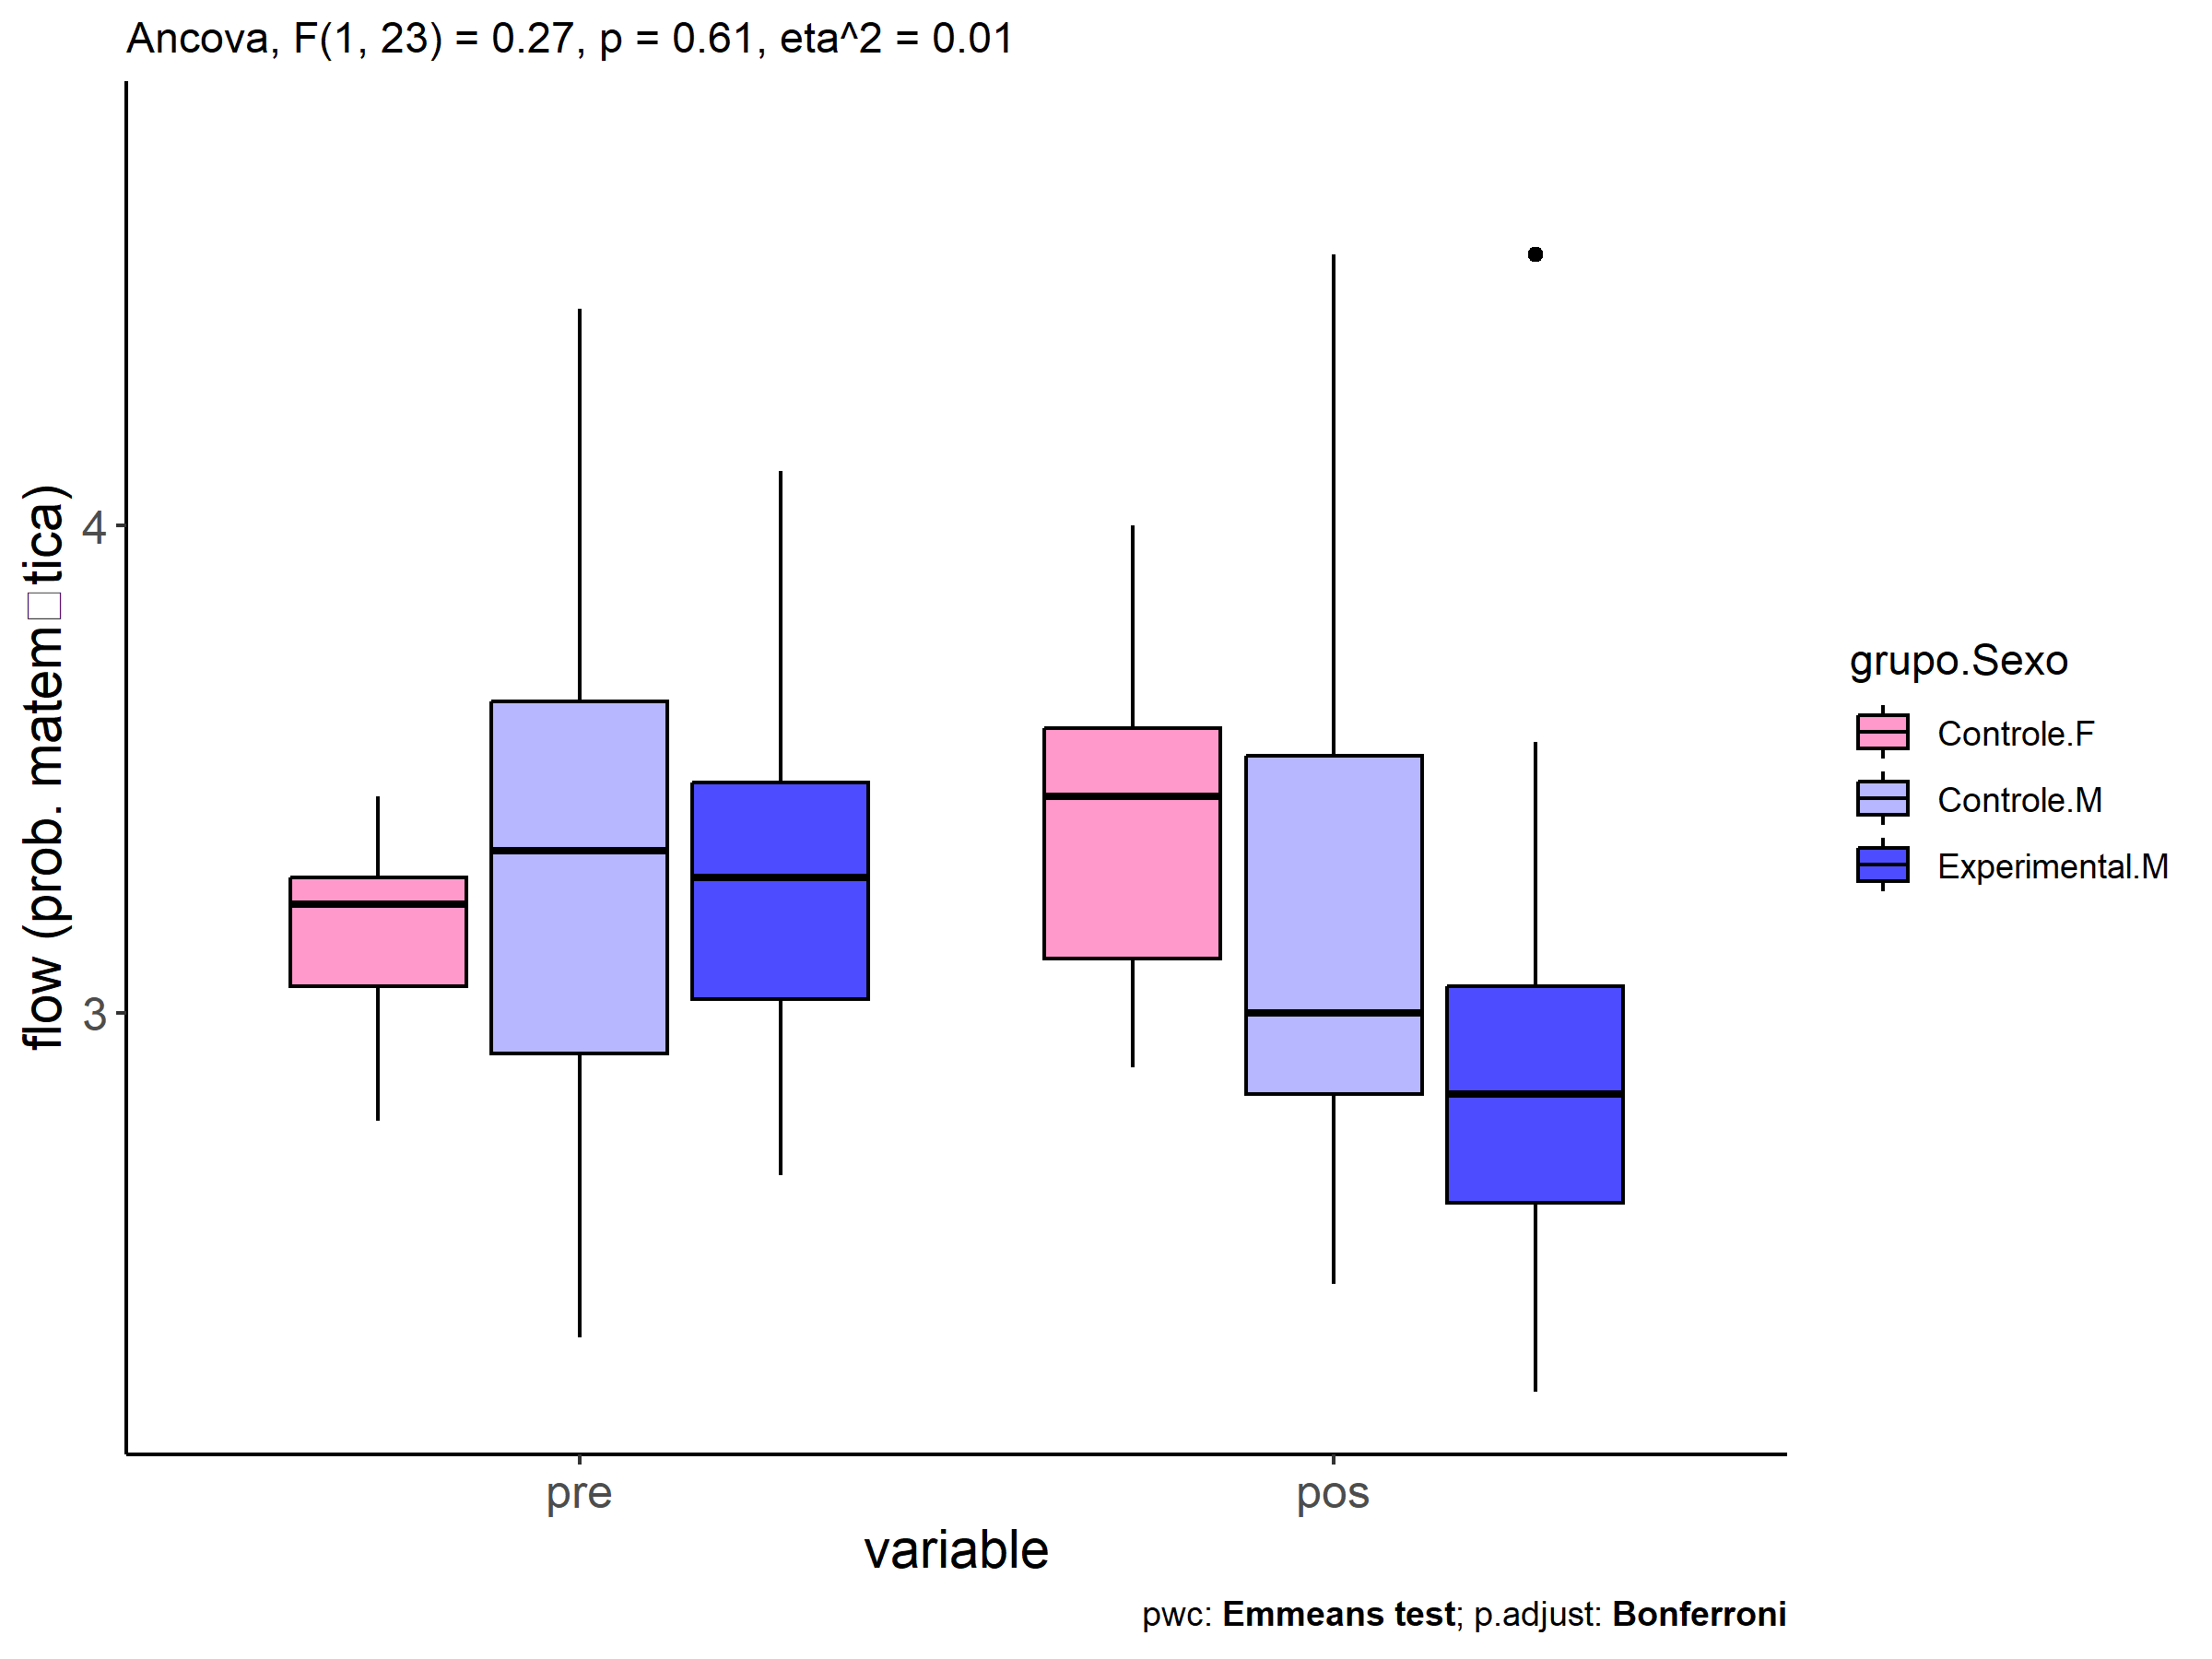 Ancova, F(1, 23) = 0.27, p = 0.61, eta^2 = 0.01
flow (prob. matem□tica)
4
3
pre
pos
variable
grupo.Sexo
Controle.F
Controle.M
Experimental.M
pwc: Emmeans test; p.adjust: Bonferroni